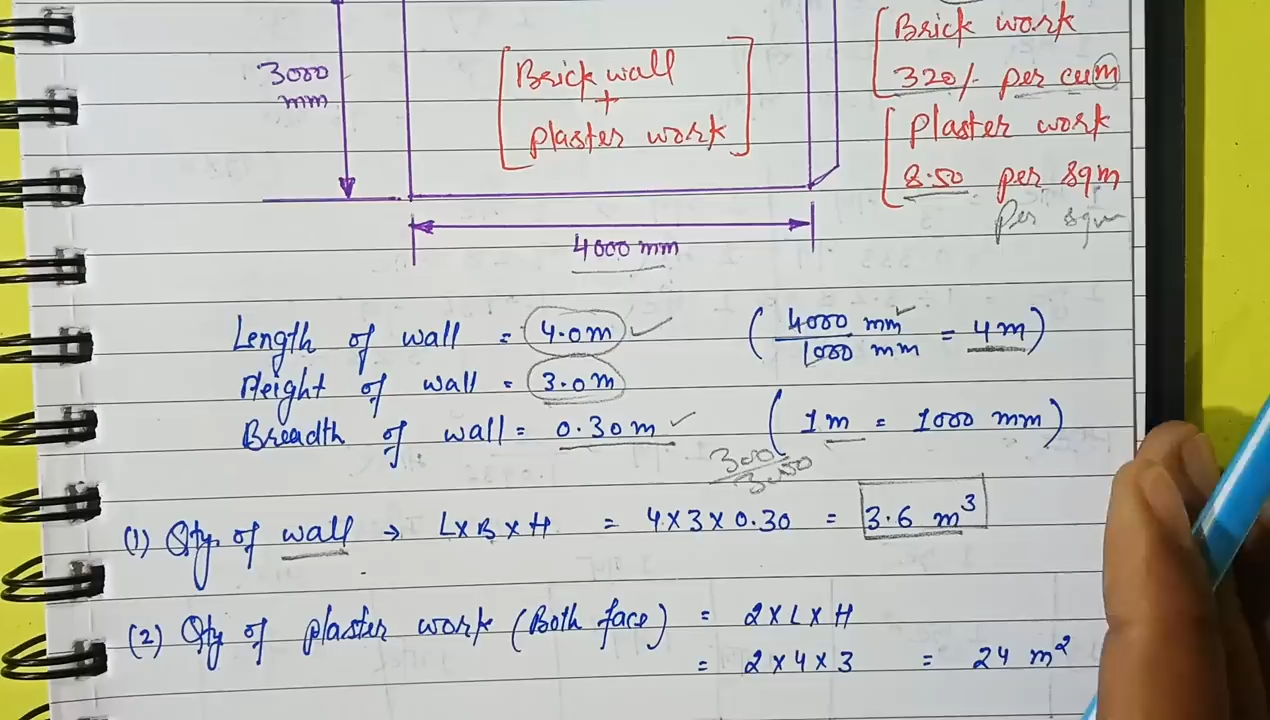 Brick work
320/- per cum
3000
mm
Brick wall
+
plaster work
plaster work
8.50 per sqm
Per sqm
4000 mm
Length of wall = 4.0m (4000 mm / 1000 mm = 4m)
Height of wall = 3.0m
Breadth of wall = 0.30m (1m = 1000 mm)
300
(1) Qty. of wall → L×B×H = 4×3×0.30 = 3.6 m³
(2) Qty of plaster work (Both face) = 2×L×H
= 2×4×3 = 24 m²